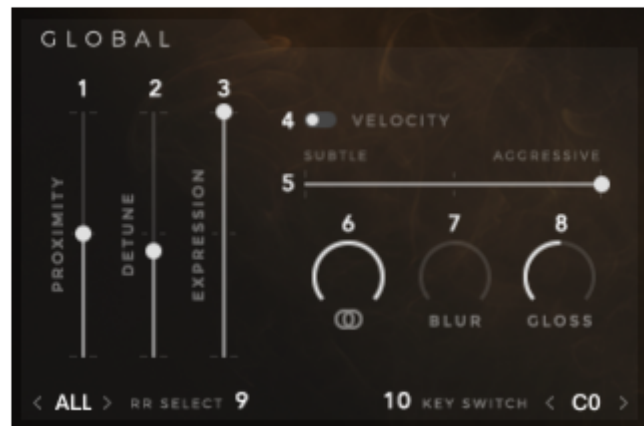 GLOBAL
1 2 3
4 VELOCITY
SUBTLE AGGRESSIVE
5
PROXIMITY
DETUNE
EXPRESSION
6 7 8
BLUR GLOSS
< ALL > RR SELECT 9
10 KEY SWITCH < C0 >